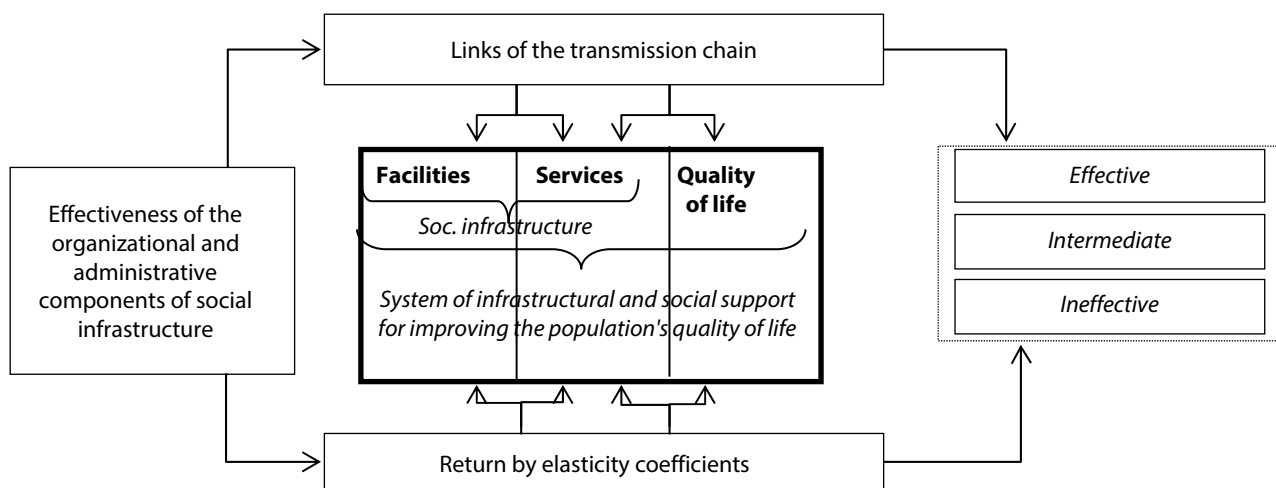 Links of the transmission chain
Effectiveness of the
organizational and
administrative
components of social
infrastructure
Facilities
Services
Quality
of life
Soc. infrastructure
System of infrastructural and social support
for improving the population's quality of life
Effective
Intermediate
Ineffective
Return by elasticity coefficients